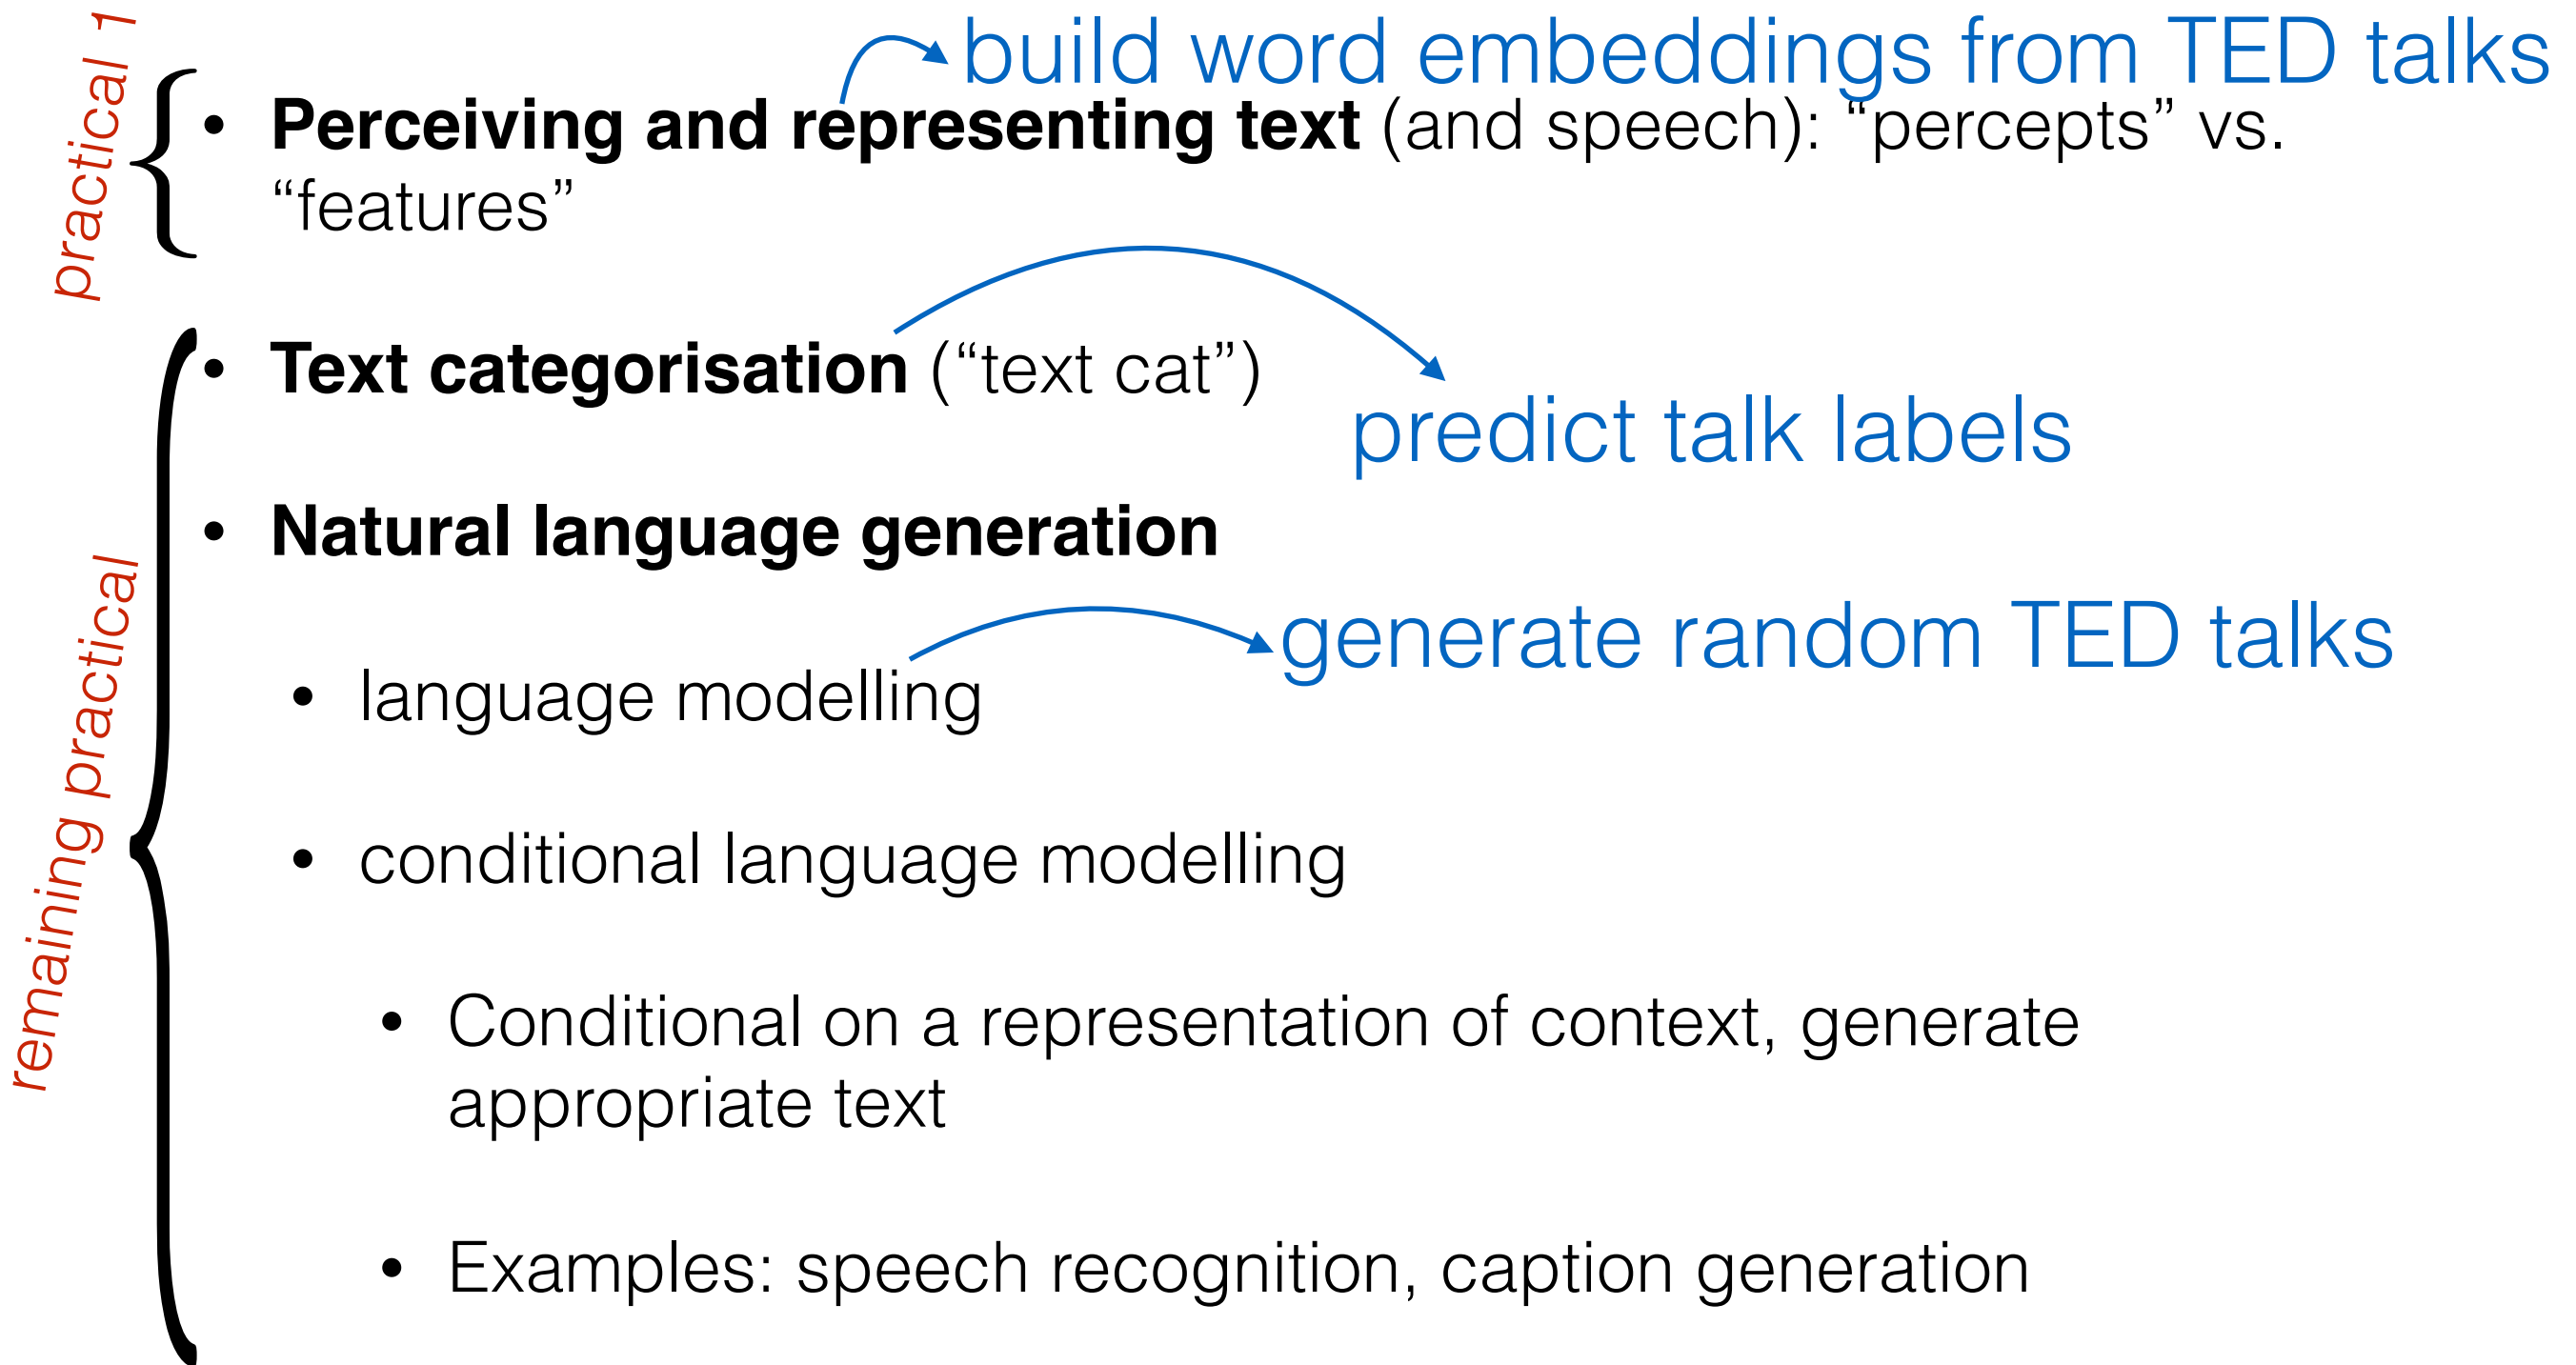 practical 1
build word embeddings from TED talks
• Perceiving and representing text (and speech): “percepts” vs.
“features”
• Text categorisation (“text cat”)
predict talk labels
• Natural language generation
remaining practical
generate random TED talks
• language modelling
• conditional language modelling
• Conditional on a representation of context, generate
appropriate text
• Examples: speech recognition, caption generation